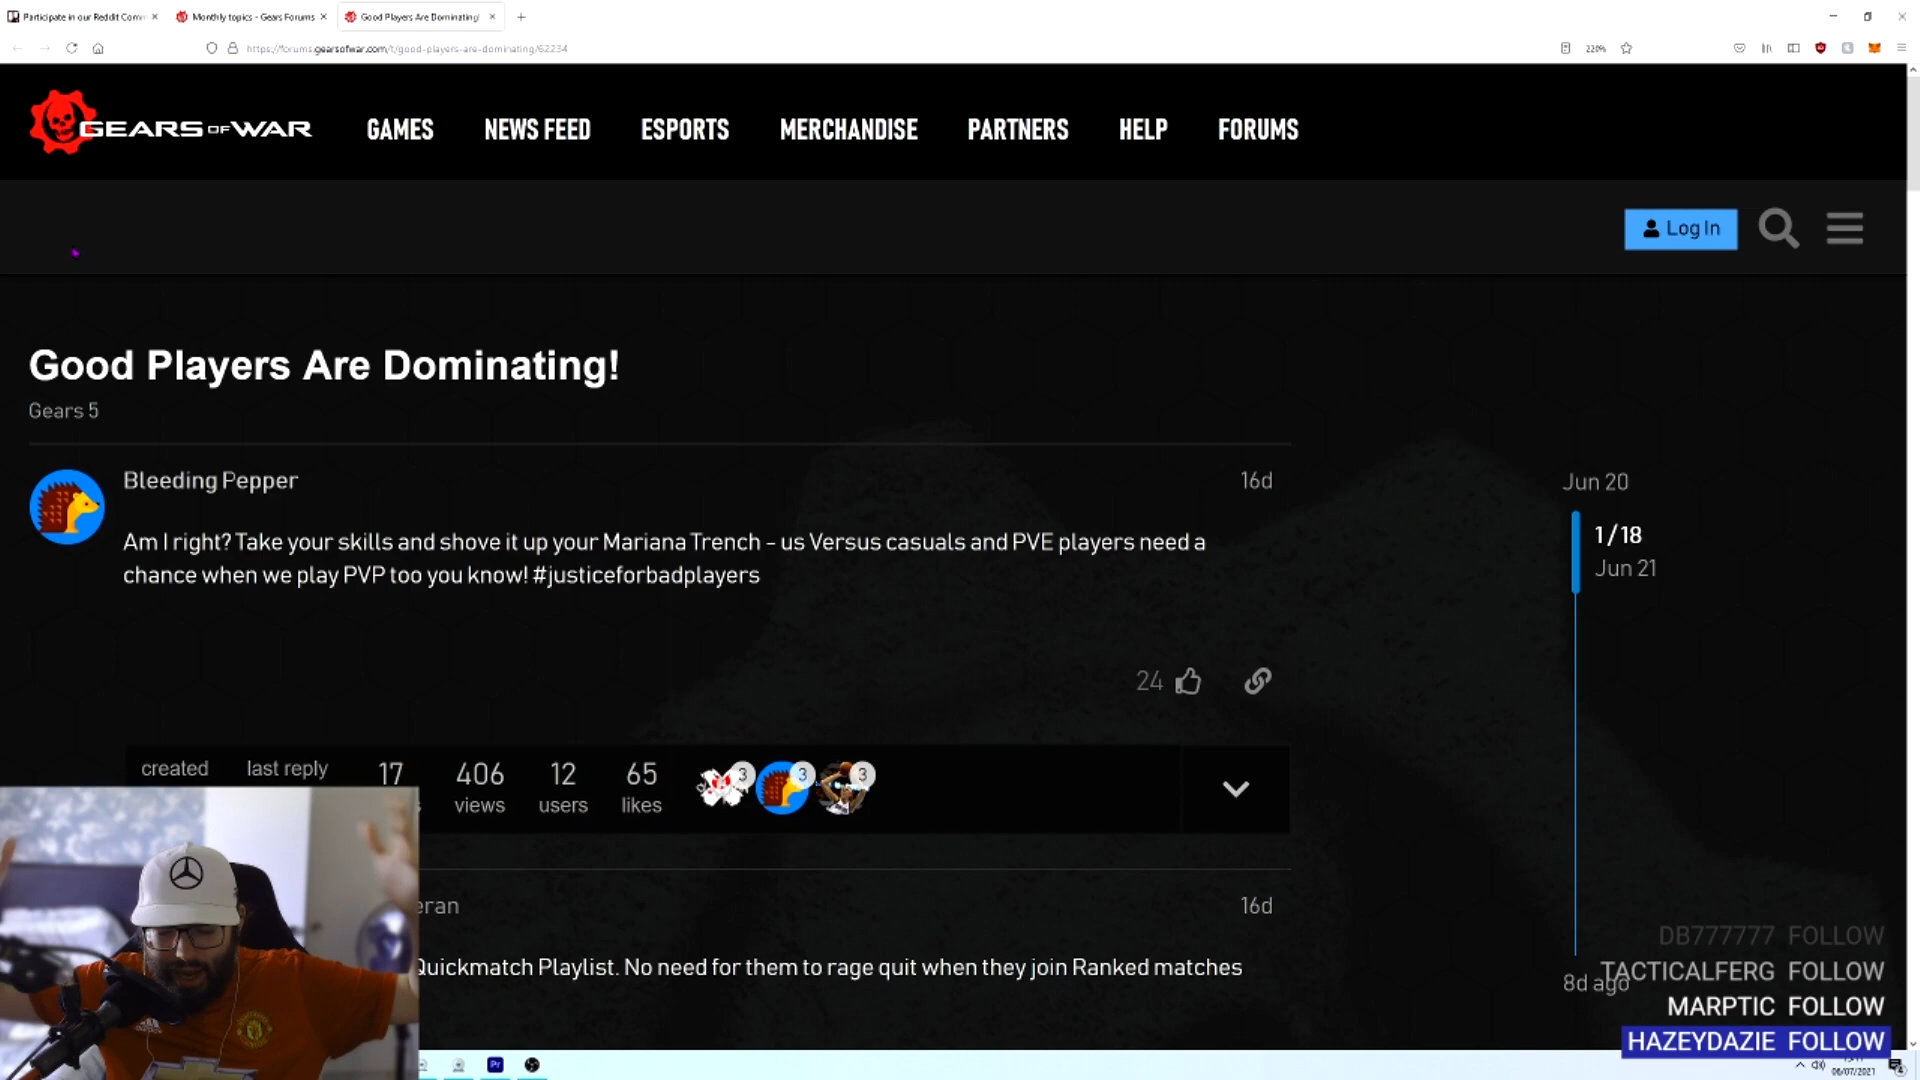 Participate in our Reddit Comm
Monthly topics - Gears Forums
Good Players Are Dominating!
https://forums.gearsofwar.com/t/good-players-are-dominating/62234
220%
GEARS OF WAR
GAMES
NEWS FEED
ESPORTS
MERCHANDISE
PARTNERS
HELP
FORUMS
Log In
Good Players Are Dominating!
Gears 5
Bleeding Pepper
16d
Jun 20
1/18
Jun 21
Am I right? Take your skills and shove it up your Mariana Trench - us Versus casuals and PVE players need a
chance when we play PVP too you know! #justiceforbadplayers
24
created
last reply
17
406
views
12
users
65
likes
3
3
3
eran
16d
Quickmatch Playlist. No need for them to rage quit when they join Ranked matches
8d ago
DB777777 FOLLOW
TACTICALFERG FOLLOW
MARPTIC FOLLOW
HAZEYDAZIE FOLLOW
Pr
06/07/2021